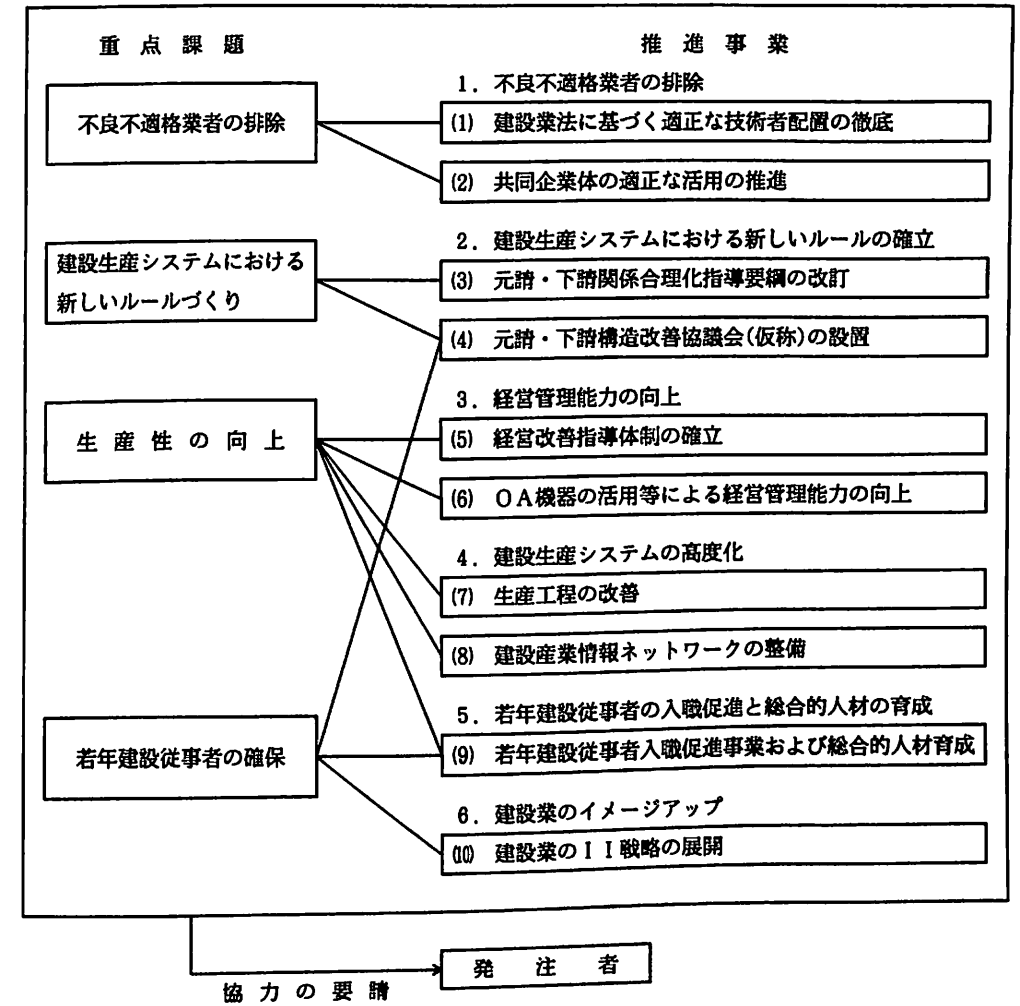 重点課題
推進事業
不良不適格業者の排除
1．不良不適格業者の排除
(1) 建設業法に基づく適正な技術者配置の徹底
(2) 共同企業体の適正な活用の推進
建設生産システムにおける
新しいルールづくり
2．建設生産システムにおける新しいルールの確立
(3) 元請・下請関係合理化指導要綱の改訂
(4) 元請・下請構造改善協議会(仮称)の設置
生産性の向上
3．経営管理能力の向上
(5) 経営改善指導体制の確立
(6) ＯＡ機器の活用等による経営管理能力の向上
4．建設生産システムの高度化
(7) 生産工程の改善
(8) 建設産業情報ネットワークの整備
若年建設従事者の確保
5．若年建設従事者の入職促進と総合的人材の育成
(9) 若年建設従事者入職促進事業および総合的人材育成
6．建設業のイメージアップ
(10) 建設業のＩＩ戦略の展開
協力の要請
発注者